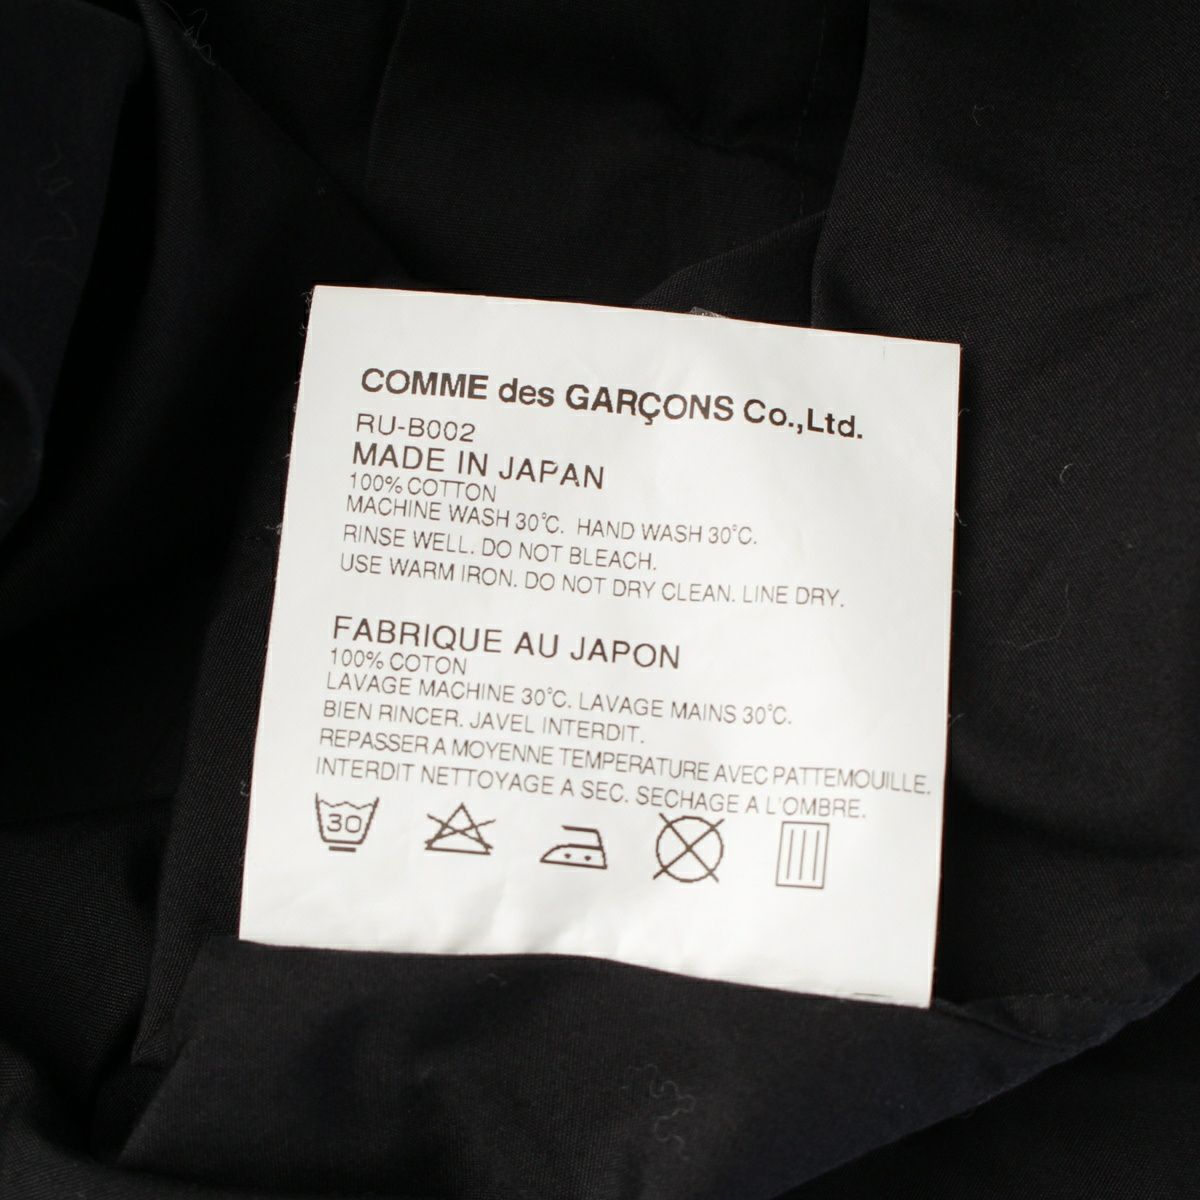 COMME des GARÇONS Co.,Ltd.
RU-B002
MADE IN JAPAN
100% COTTON
MACHINE WASH 30°C. HAND WASH 30°C.
RINSE WELL. DO NOT BLEACH.
USE WARM IRON. DO NOT DRY CLEAN. LINE DRY.
FABRIQUE AU JAPON
100% COTON
LAVAGE MACHINE 30°C. LAVAGE MAINS 30°C.
BIEN RINCER. JAVEL INTERDIT.
REPASSER A MOYENNE TEMPERATURE AVEC PATTEMOUILLE.
INTERDIT NETTOYAGE A SEC. SECHAGE A L'OMBRE.
30